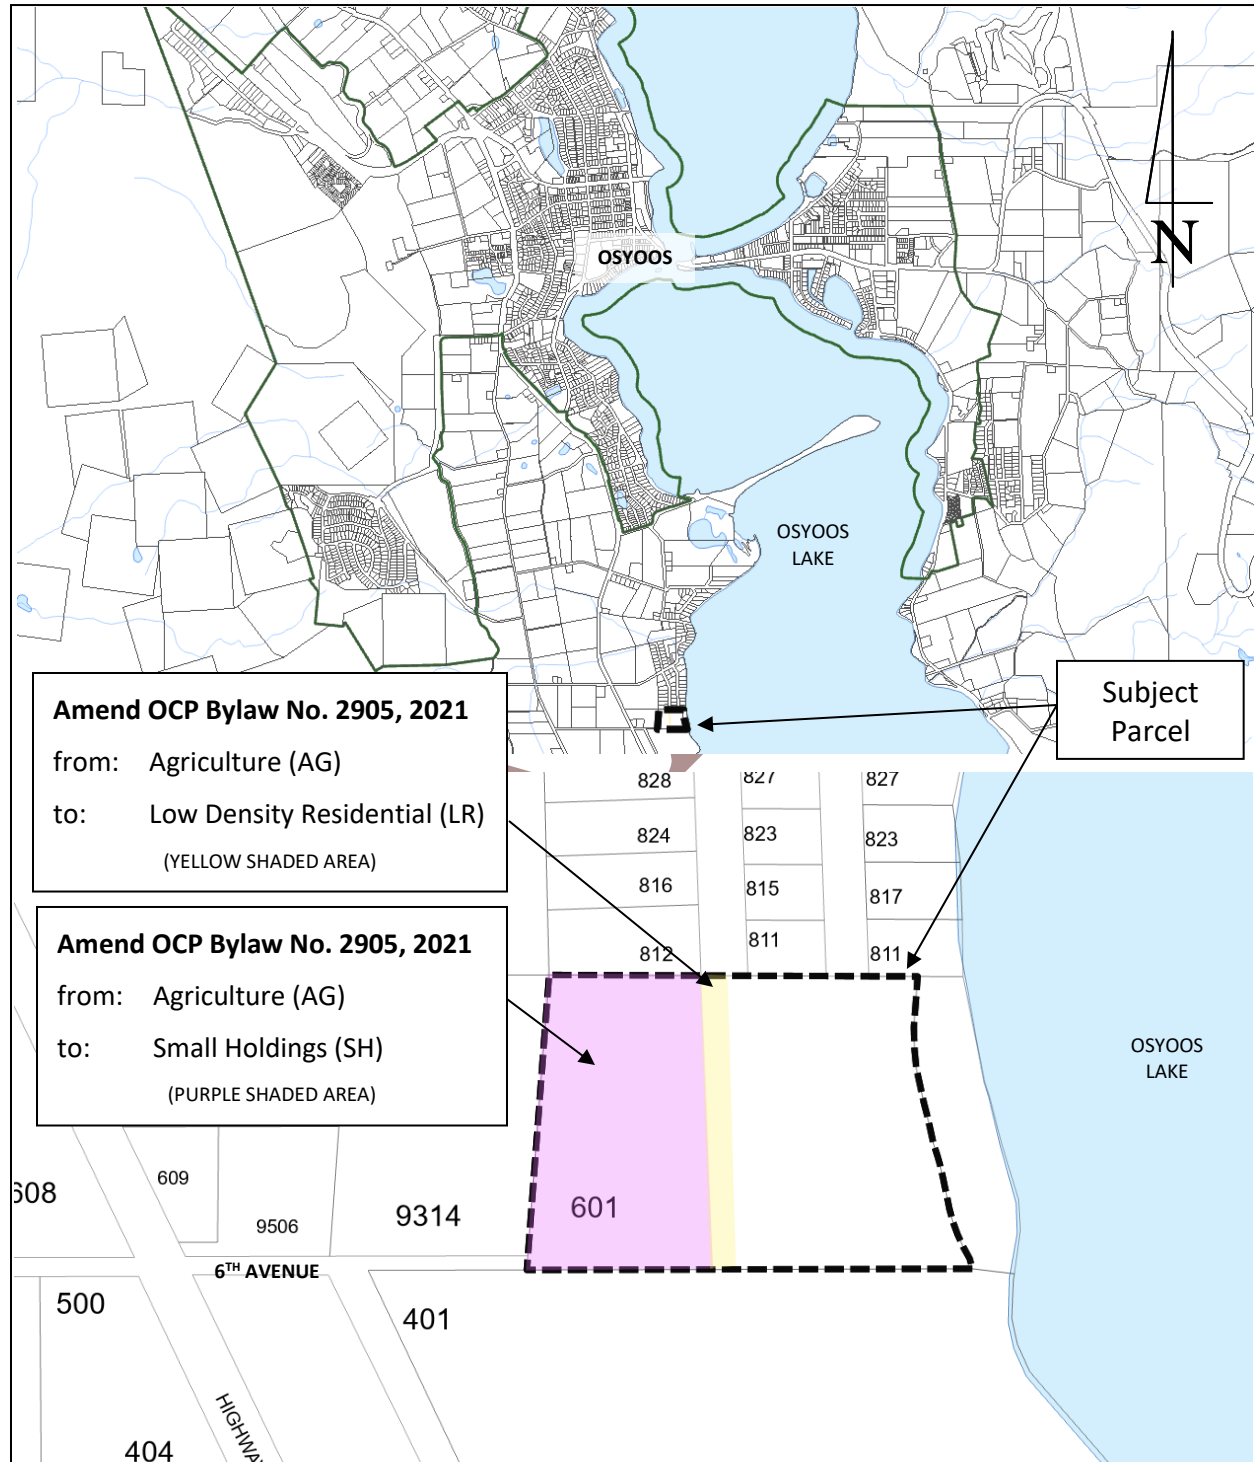 N
OSYOOS
OSYOOS
LAKE
Subject
Parcel
Amend OCP Bylaw No. 2905, 2021
from: Agriculture (AG)
to: Low Density Residential (LR)
(YELLOW SHADED AREA)
Amend OCP Bylaw No. 2905, 2021
from: Agriculture (AG)
to: Small Holdings (SH)
(PURPLE SHADED AREA)
828 827 827
824 823 823
816 815 817
812 811 811
OSYOOS
LAKE
608 609 9506 9314 601
6TH AVENUE
500 401
HIGHWA
404